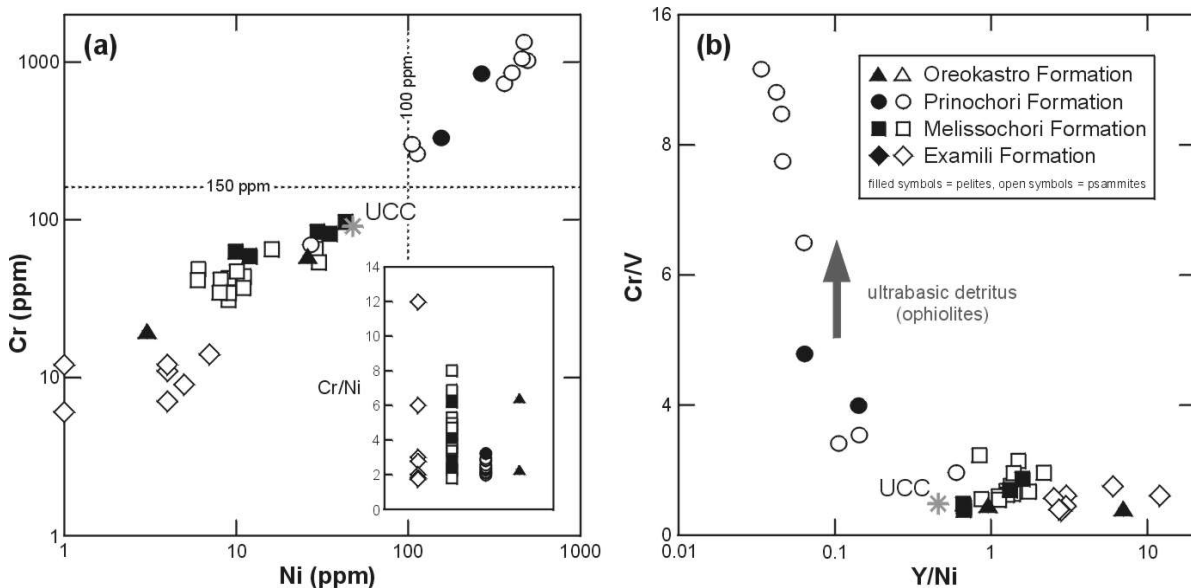 (a)
1000
100
10
1
Cr (ppm)
150 ppm
100 ppm
UCC
14
12
10
8
6
4
2
0
Cr/Ni
1
10
100
1000
Ni (ppm)
(b)
16
12
8
4
0
Cr/V
Oreokastro Formation
Prinochori Formation
Melissochori Formation
Examili Formation
filled symbols = pelites, open symbols = psammites
ultrabasic detritus
(ophiolites)
UCC
0.01
0.1
1
10
Y/Ni